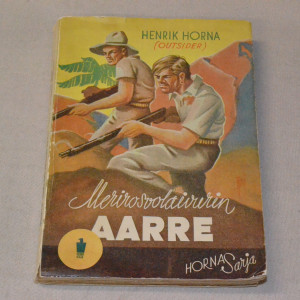 HENRIK HORNA
(OUTSIDER)
Merirosvolaivurin
AARRE
HORNA Sarja